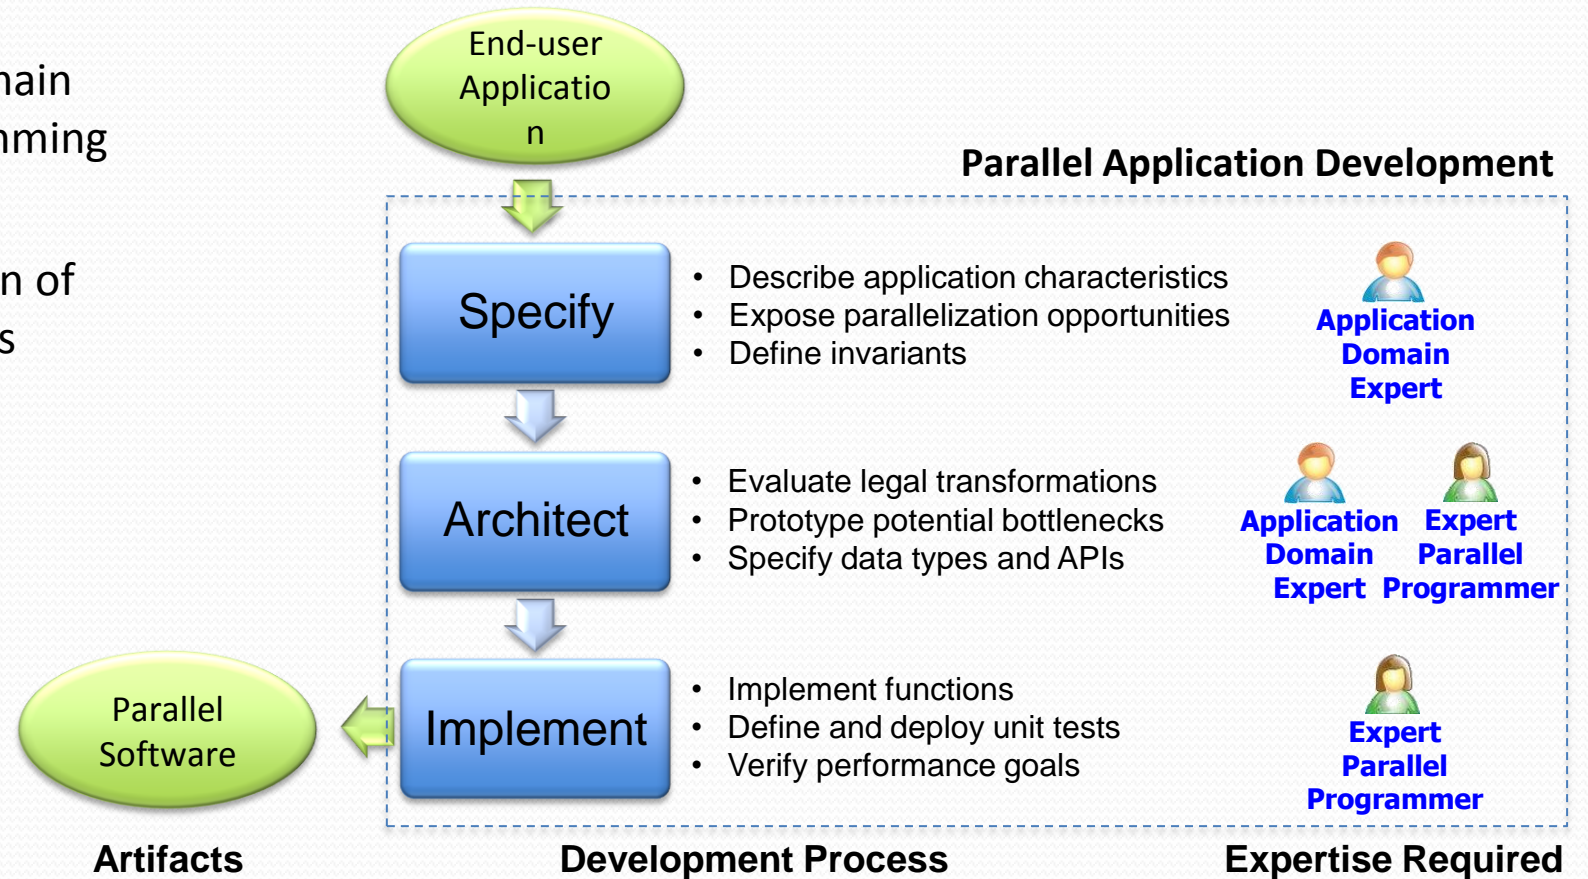 End-user
Applicatio
n
nain
nming
n of
s
Parallel Application Development
Specify
• Describe application characteristics
• Expose parallelization opportunities
• Define invariants
Application
Domain
Expert
Architect
• Evaluate legal transformations
• Prototype potential bottlenecks
• Specify data types and APIs
Application
Domain
Expert
Expert
Parallel
Programmer
Implement
• Implement functions
• Define and deploy unit tests
• Verify performance goals
Expert
Parallel
Programmer
Parallel
Software
Artifacts
Development Process
Expertise Required